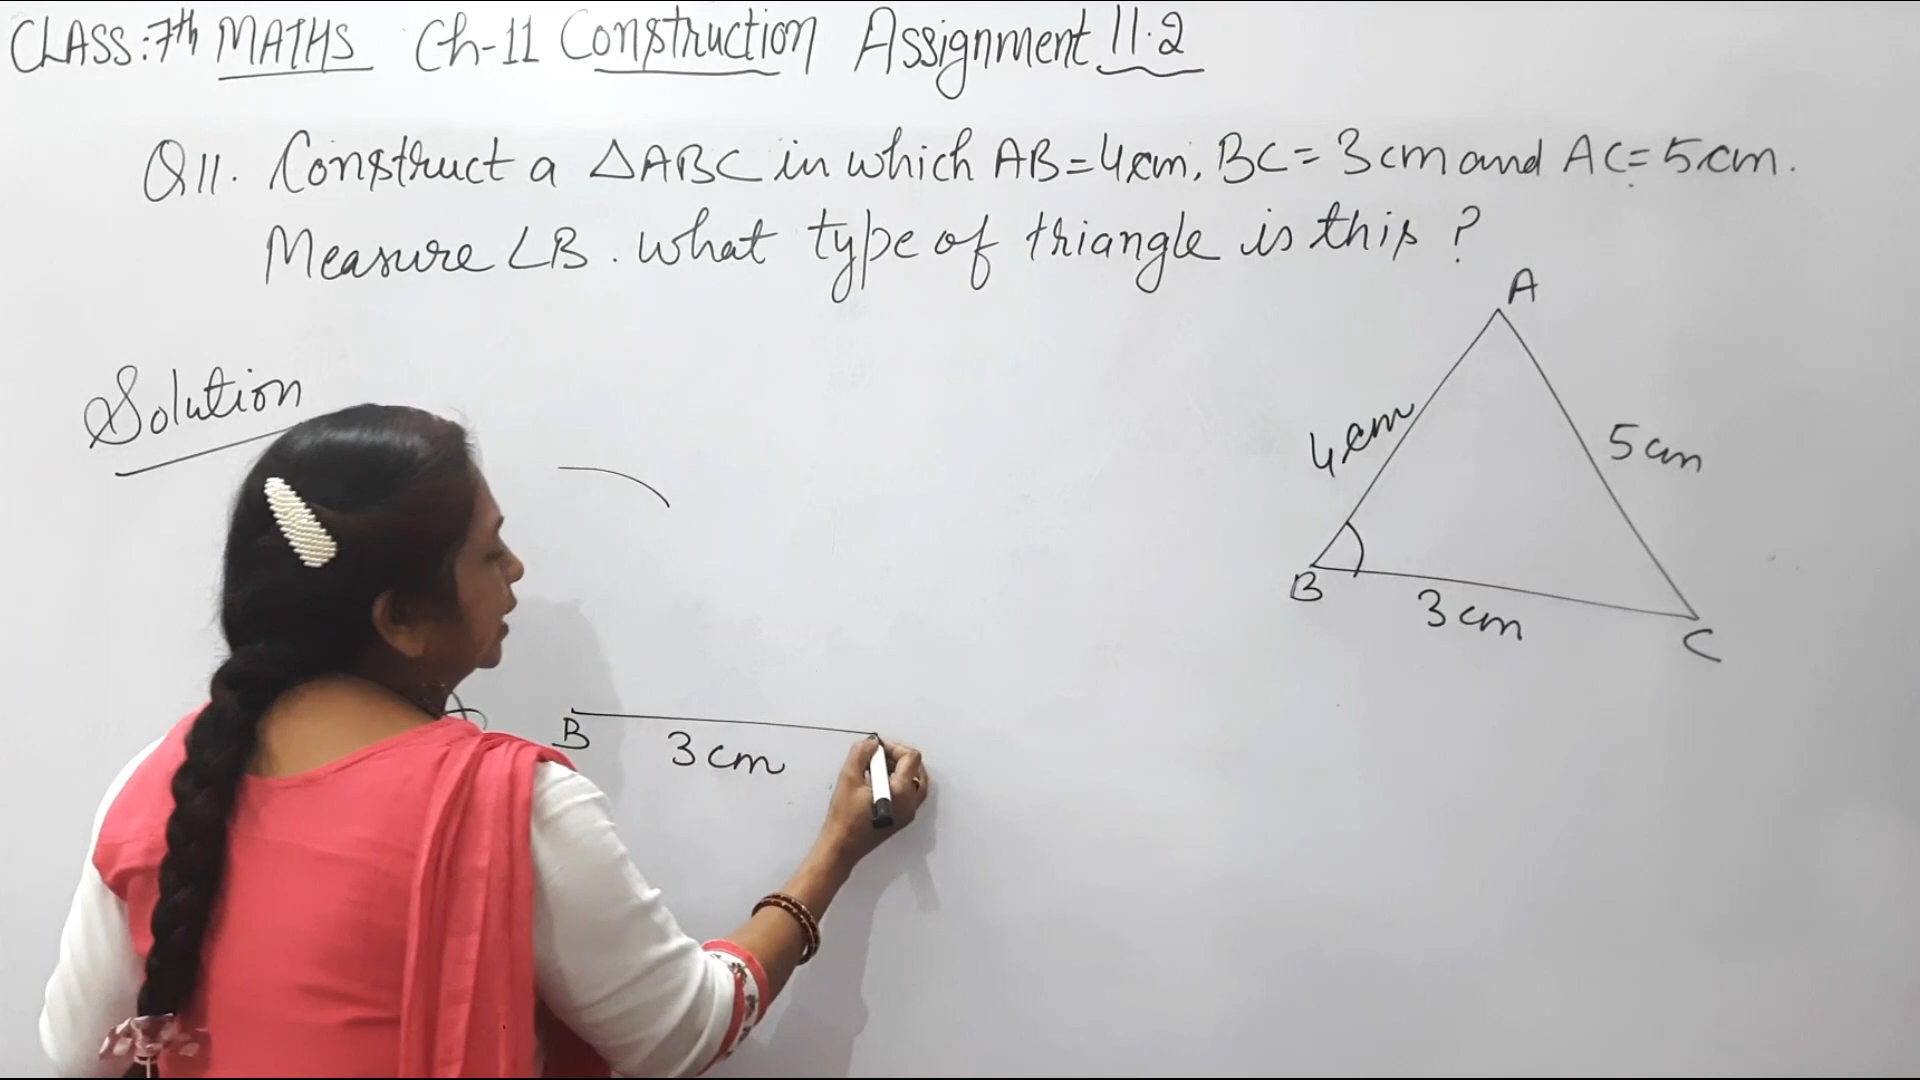 CLASS:7th MATHS Ch-11 Construction Assignment 11.2
Q11. Construct a △ABC in which AB=4cm, BC=3cm and AC=5cm.
Measure ∠B. what type of triangle is this?
Solution
A
4cm
5cm
B
3cm
C
B
3cm